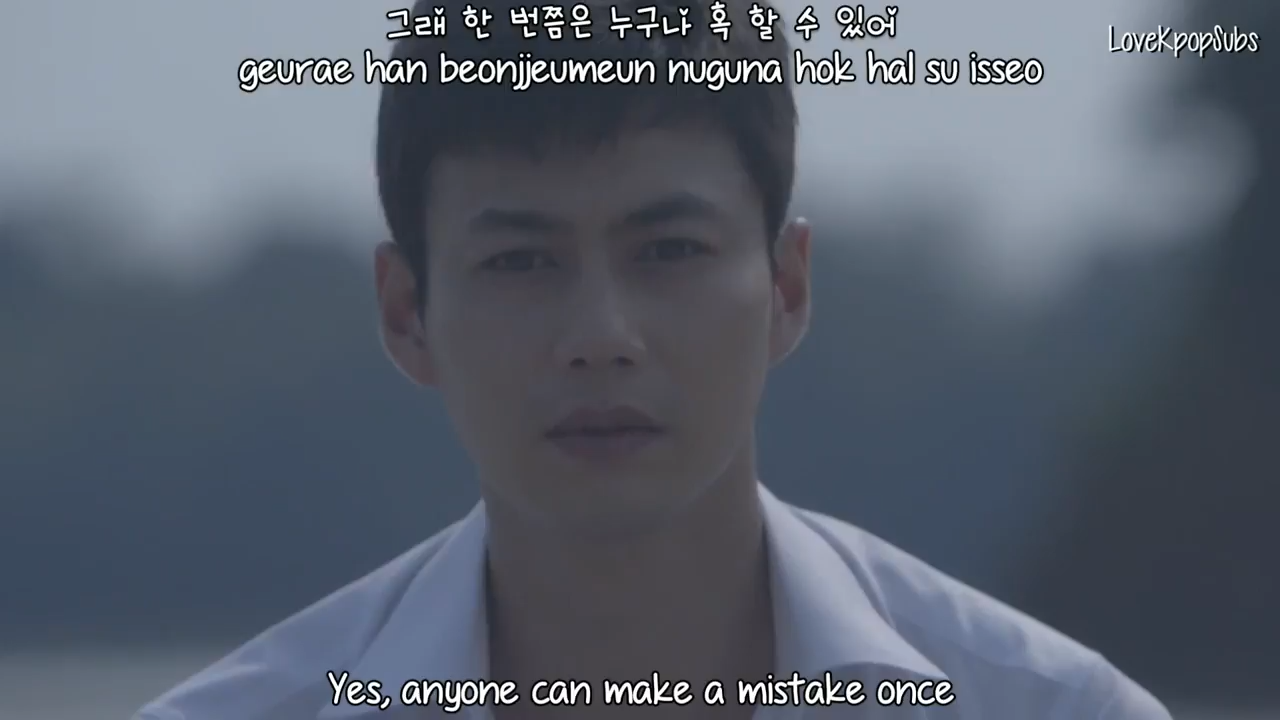 그래 한 번쯤은 누구나 혹 할 수 있어
LoveKpopSubs
geurae han beonjjeumeun nuguna hok hal su isseo
Yes, anyone can make a mistake once